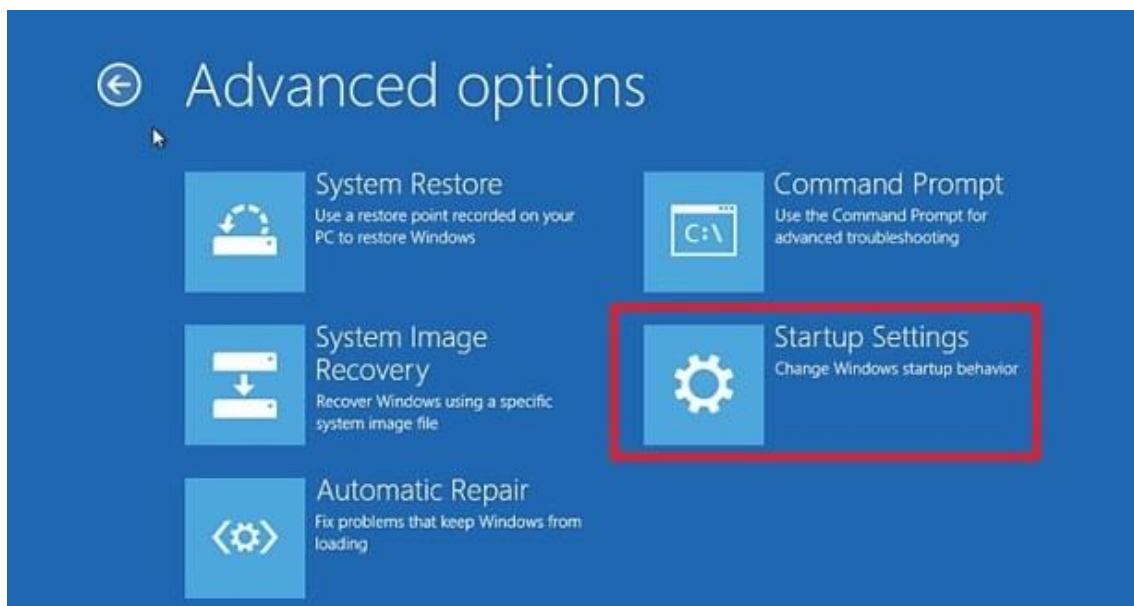 Advanced options
System Restore
Use a restore point recorded on your
PC to restore Windows
Command Prompt
Use the Command Prompt for
advanced troubleshooting
C:\
System Image
Recovery
Recover Windows using a specific
system image file
Startup Settings
Change Windows startup behavior
Automatic Repair
Fix problems that keep Windows from
loading